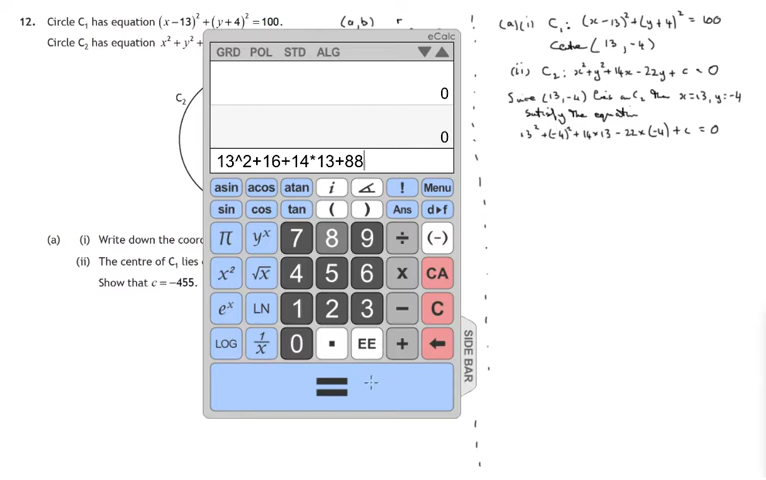 12. Circle C₁ has equation (x−13)² + (y+4)² = 100.
(a,b) r
Circle C₂ has equation x² + y² +
C₂
(a) (i) Write down the coord
(ii) The centre of C₁ lies
Show that c = −455.
eCalc
GRD POL STD ALG
0
0
13^2+16+14*13+88
asin acos atan i ∠ ! Menu
sin cos tan ( ) Ans d▸f
π yˣ 7 8 9 ÷ (−)
x² √x 4 5 6 x CA
eˣ LN 1 2 3 − C
LOG 1/x 0 . EE + ←
=
SIDE BAR
(a)(i) C₁: (x−13)² + (y+4)² = 100
Centre (13, −4)
(ii) C₂: x²+y²+14x−22y+c = 0
Since (13,−4) lies on C₂ then x=13, y=−4
satisfy the equation
13² + (−4)² + 14×13 − 22×(−4) + c = 0